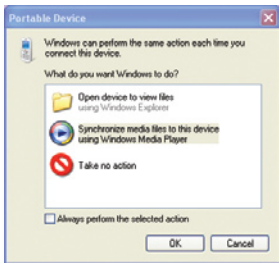 Portable Device
Windows can perform the same action each time you
connect this device.
What do you want Windows to do?
Open device to view files
using Windows Explorer
Synchronize media files to this device
using Windows Media Player
Take no action
Always perform the selected action
OK
Cancel